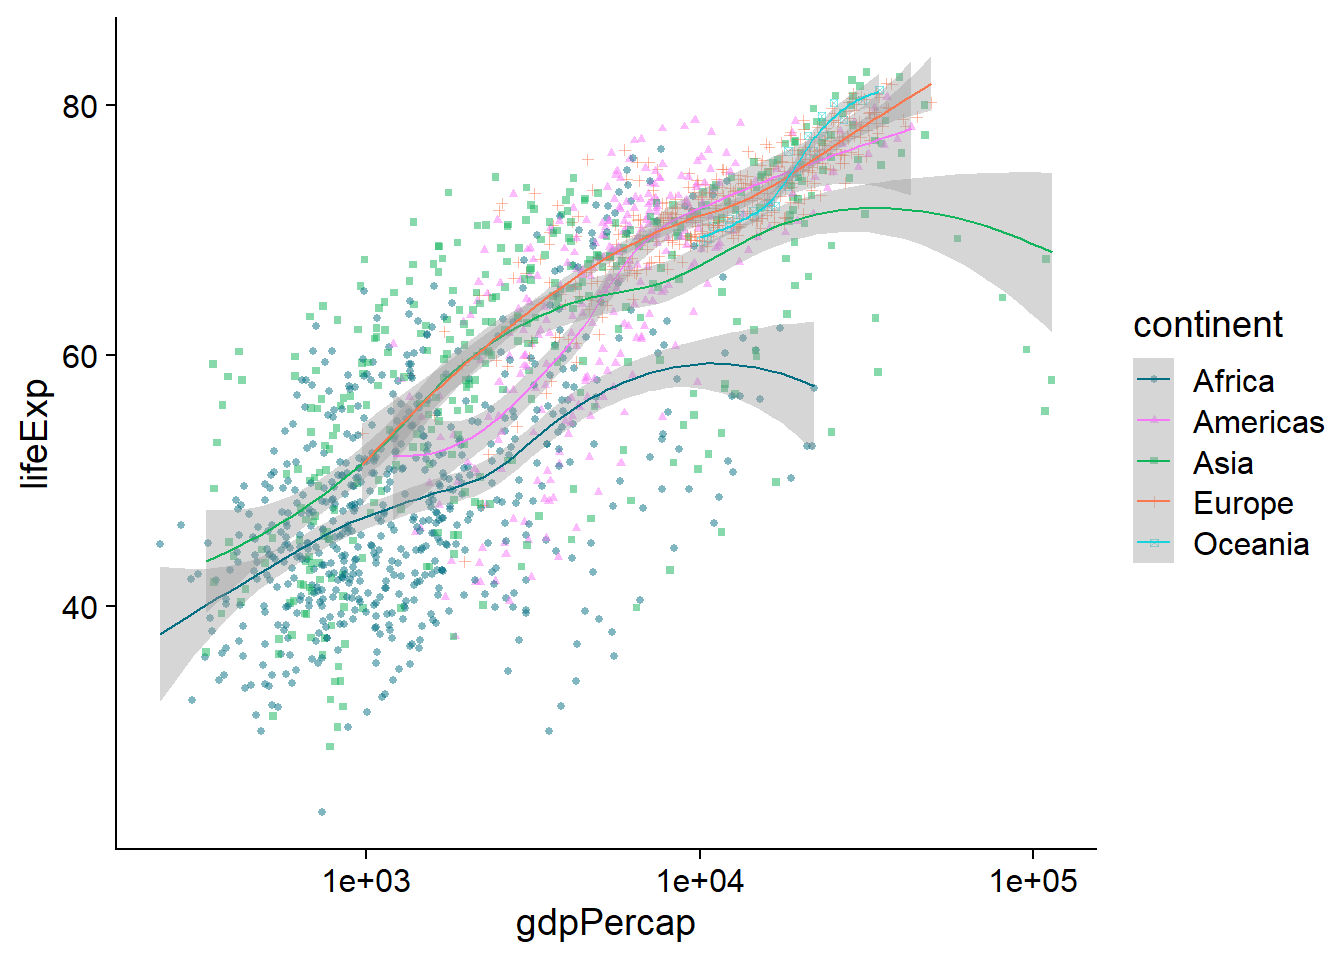 80
60
40
lifeExp
1e+03
1e+04
1e+05
gdpPercap
continent
Africa
Americas
Asia
Europe
Oceania